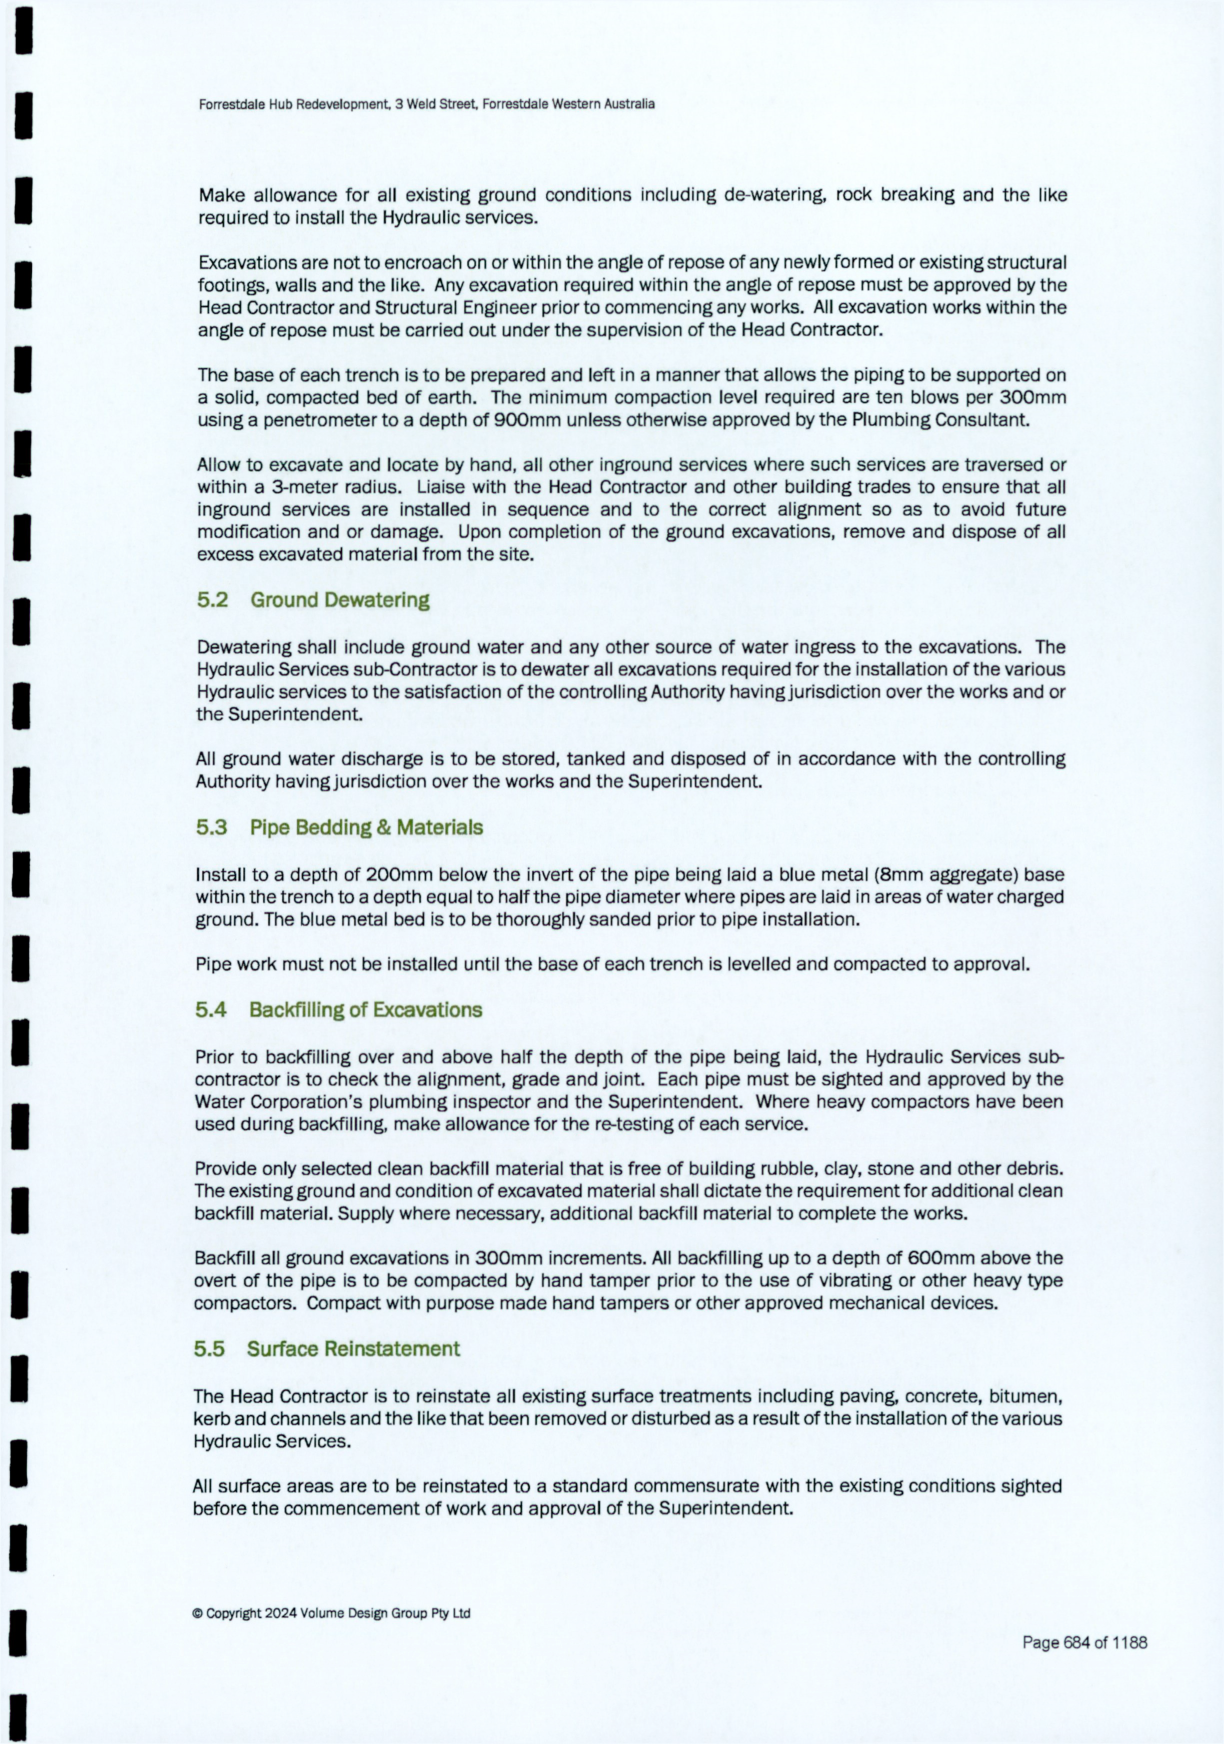 Forrestdale Hub Redevelopment, 3 Weld Street, Forrestdale Western Australia
Make allowance for all existing ground conditions including de-watering, rock breaking and the like
required to install the Hydraulic services.
Excavations are not to encroach on or within the angle of repose of any newly formed or existing structural
footings, walls and the like. Any excavation required within the angle of repose must be approved by the
Head Contractor and Structural Engineer prior to commencing any works. All excavation works within the
angle of repose must be carried out under the supervision of the Head Contractor.
The base of each trench is to be prepared and left in a manner that allows the piping to be supported on
a solid, compacted bed of earth. The minimum compaction level required are ten blows per 300mm
using a penetrometer to a depth of 900mm unless otherwise approved by the Plumbing Consultant.
Allow to excavate and locate by hand, all other inground services where such services are traversed or
within a 3-meter radius. Liaise with the Head Contractor and other building trades to ensure that all
inground services are installed in sequence and to the correct alignment so as to avoid future
modification and or damage. Upon completion of the ground excavations, remove and dispose of all
excess excavated material from the site.
5.2 Ground Dewatering
Dewatering shall include ground water and any other source of water ingress to the excavations. The
Hydraulic Services sub-Contractor is to dewater all excavations required for the installation of the various
Hydraulic services to the satisfaction of the controlling Authority having jurisdiction over the works and or
the Superintendent.
All ground water discharge is to be stored, tanked and disposed of in accordance with the controlling
Authority having jurisdiction over the works and the Superintendent.
5.3 Pipe Bedding & Materials
Install to a depth of 200mm below the invert of the pipe being laid a blue metal (8mm aggregate) base
within the trench to a depth equal to half the pipe diameter where pipes are laid in areas of water charged
ground. The blue metal bed is to be thoroughly sanded prior to pipe installation.
Pipe work must not be installed until the base of each trench is levelled and compacted to approval.
5.4 Backfilling of Excavations
Prior to backfilling over and above half the depth of the pipe being laid, the Hydraulic Services sub-
contractor is to check the alignment, grade and joint. Each pipe must be sighted and approved by the
Water Corporation's plumbing inspector and the Superintendent. Where heavy compactors have been
used during backfilling, make allowance for the re-testing of each service.
Provide only selected clean backfill material that is free of building rubble, clay, stone and other debris.
The existing ground and condition of excavated material shall dictate the requirement for additional clean
backfill material. Supply where necessary, additional backfill material to complete the works.
Backfill all ground excavations in 300mm increments. All backfilling up to a depth of 600mm above the
overt of the pipe is to be compacted by hand tamper prior to the use of vibrating or other heavy type
compactors. Compact with purpose made hand tampers or other approved mechanical devices.
5.5 Surface Reinstatement
The Head Contractor is to reinstate all existing surface treatments including paving, concrete, bitumen,
kerb and channels and the like that been removed or disturbed as a result of the installation of the various
Hydraulic Services.
All surface areas are to be reinstated to a standard commensurate with the existing conditions sighted
before the commencement of work and approval of the Superintendent.
© Copyright 2024 Volume Design Group Pty Ltd
Page 684 of 1188